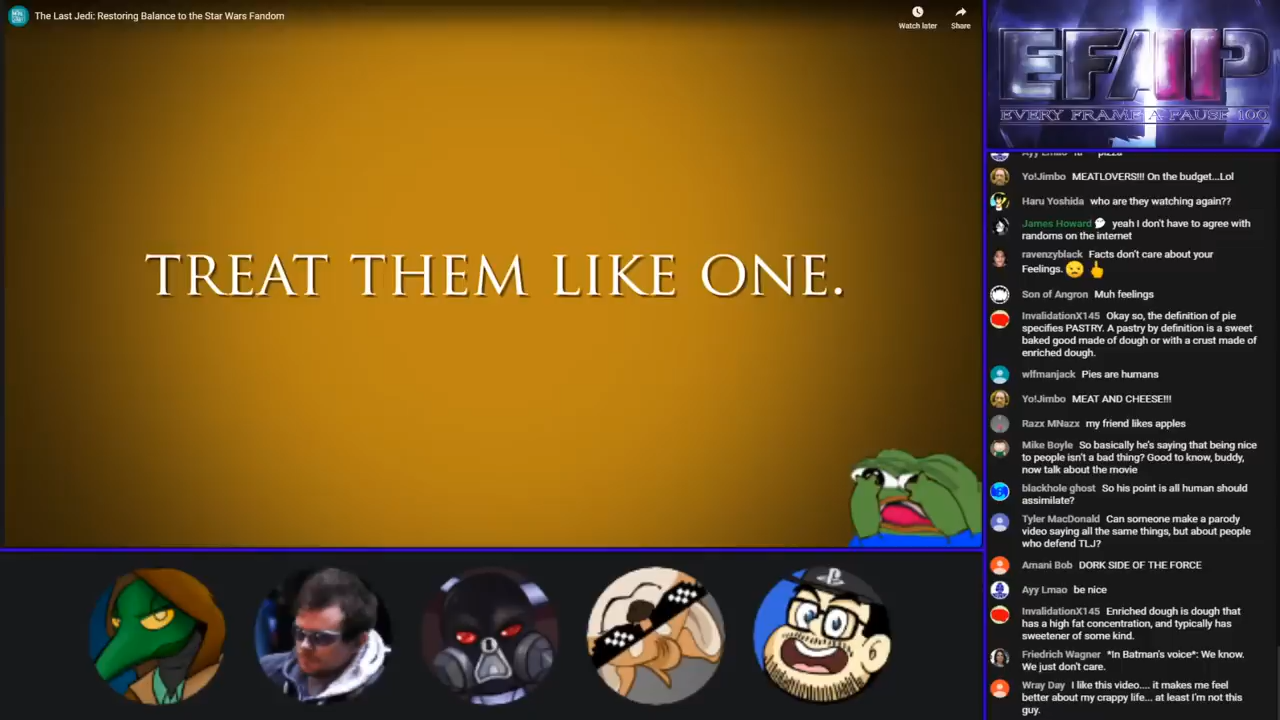 The Last Jedi: Restoring Balance to the Star Wars Fandom
Watch later
Share
TREAT THEM LIKE ONE.
EFAP
EVERY FRAME A PAUSE 100
Ayy Lmao
pizza
Yo!Jimbo MEATLOVERS!!! On the budget...Lol
Haru Yoshida who are they watching again??
James Howard yeah I don't have to agree with
randoms on the internet
ravenzyblack Facts don't care about your
Feelings.
Son of Angron Muh feelings
InvalidationX145 Okay so, the definition of pie
specifies PASTRY. A pastry by definition is a sweet
baked good made of dough or with a crust made of
enriched dough.
wlfmanjack Pies are humans
Yo!Jimbo MEAT AND CHEESE!!!
Razx MNazx my friend likes apples
Mike Boyle So basically he's saying that being nice
to people isn't a bad thing? Good to know, buddy,
now talk about the movie
blackhole ghost So his point is all human should
assimilate?
Tyler MacDonald Can someone make a parody
video saying all the same things, but about people
who defend TLJ?
Amani Bob DORK SIDE OF THE FORCE
Ayy Lmao be nice
InvalidationX145 Enriched dough is dough that
has a high fat concentration, and typically has
sweetener of some kind.
Friedrich Wagner *In Batman's voice*: We know.
We just don't care.
Wray Day I like this video.... it makes me feel
better about my crappy life... at least I'm not this
guy.